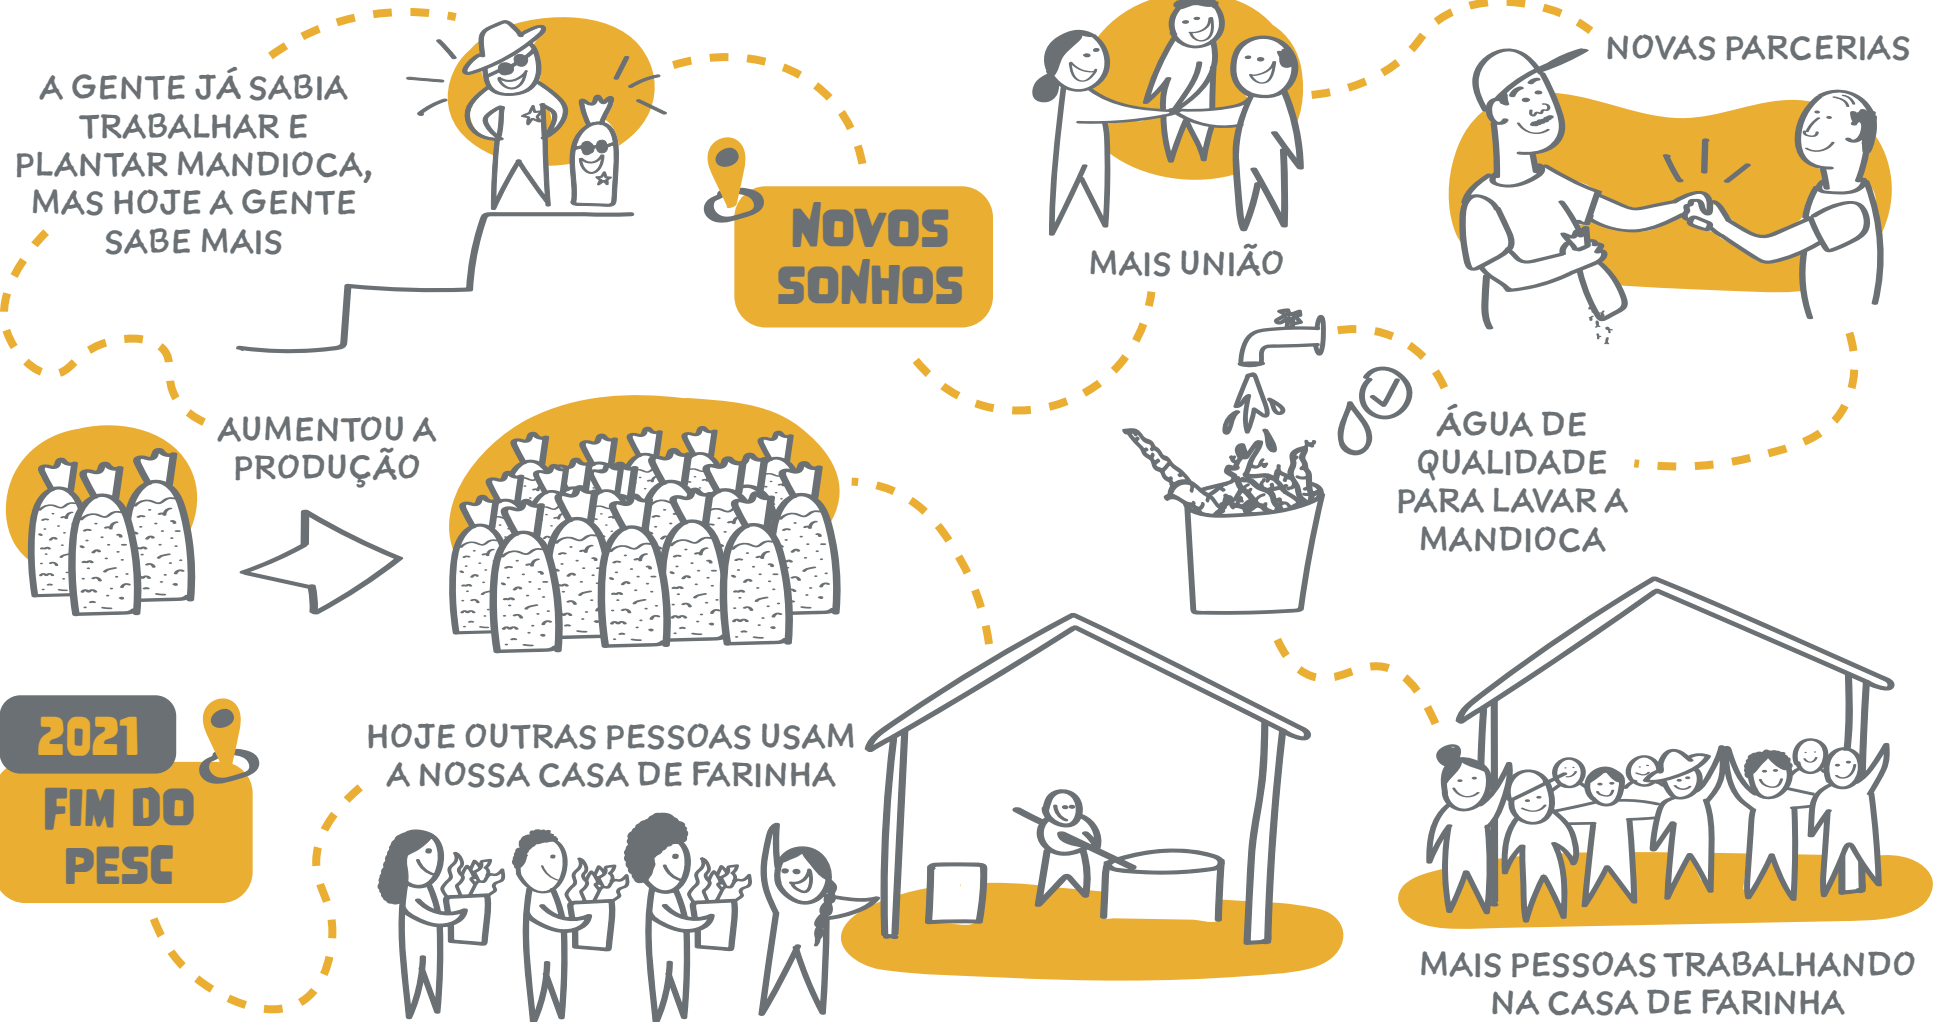 A GENTE JÁ SABIA
TRABALHAR E
PLANTAR MANDIOCA,
MAS HOJE A GENTE
SABE MAIS
NOVOS
SONHOS
MAIS UNIÃO
NOVAS PARCERIAS
AUMENTOU A
PRODUÇÃO
ÁGUA DE
QUALIDADE
PARA LAVAR A
MANDIOCA
2021
FIM DO
PESC
HOJE OUTRAS PESSOAS USAM
A NOSSA CASA DE FARINHA
MAIS PESSOAS TRABALHANDO
NA CASA DE FARINHA